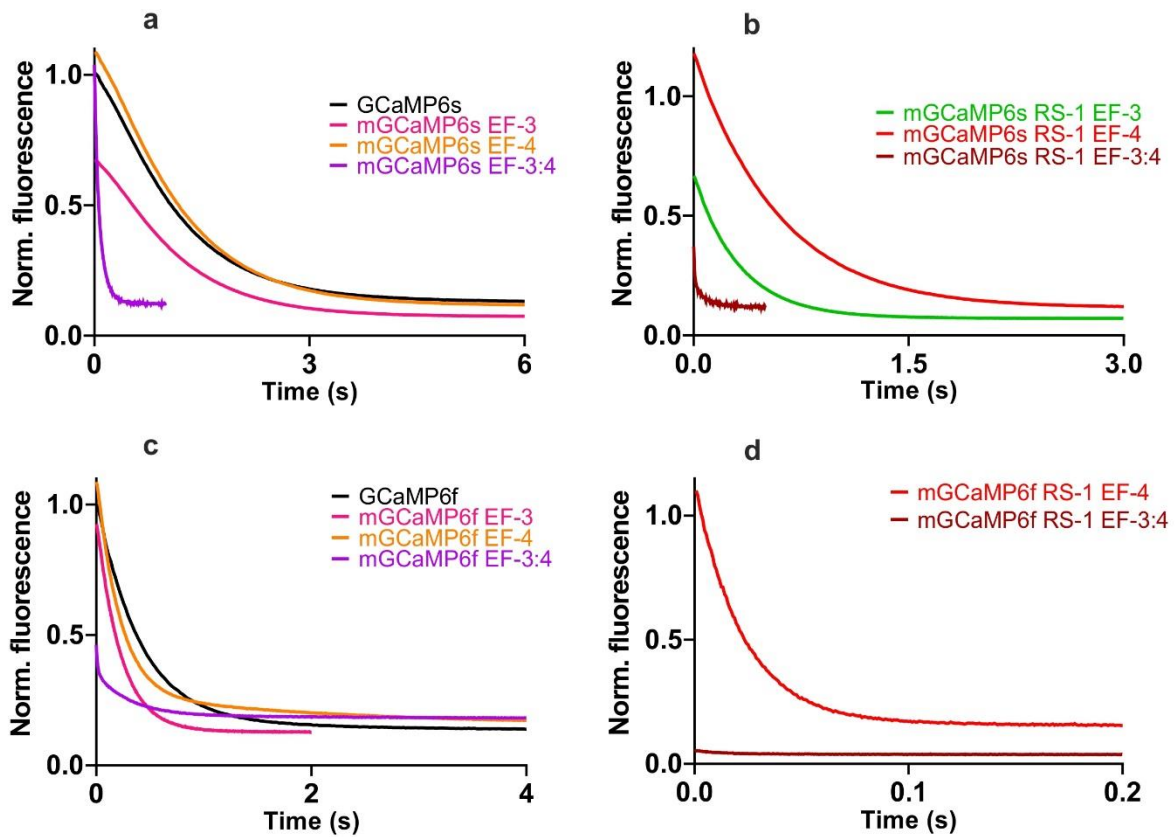 a
Norm. fluorescence
1.0
0.5
0.0
0
3
6
Time (s)
GCaMP6s
mGCaMP6s EF-3
mGCaMP6s EF-4
mGCaMP6s EF-3:4
b
Norm. fluorescence
1.0
0.5
0.0
0.0
1.5
3.0
Time (s)
mGCaMP6s RS-1 EF-3
mGCaMP6s RS-1 EF-4
mGCaMP6s RS-1 EF-3:4
c
Norm. fluorescence
1.0
0.5
0.0
0
2
4
Time (s)
GCaMP6f
mGCaMP6f EF-3
mGCaMP6f EF-4
mGCaMP6f EF-3:4
d
Norm. fluorescence
1.0
0.5
0.0
0.0
0.1
0.2
Time (s)
mGCaMP6f RS-1 EF-4
mGCaMP6f RS-1 EF-3:4